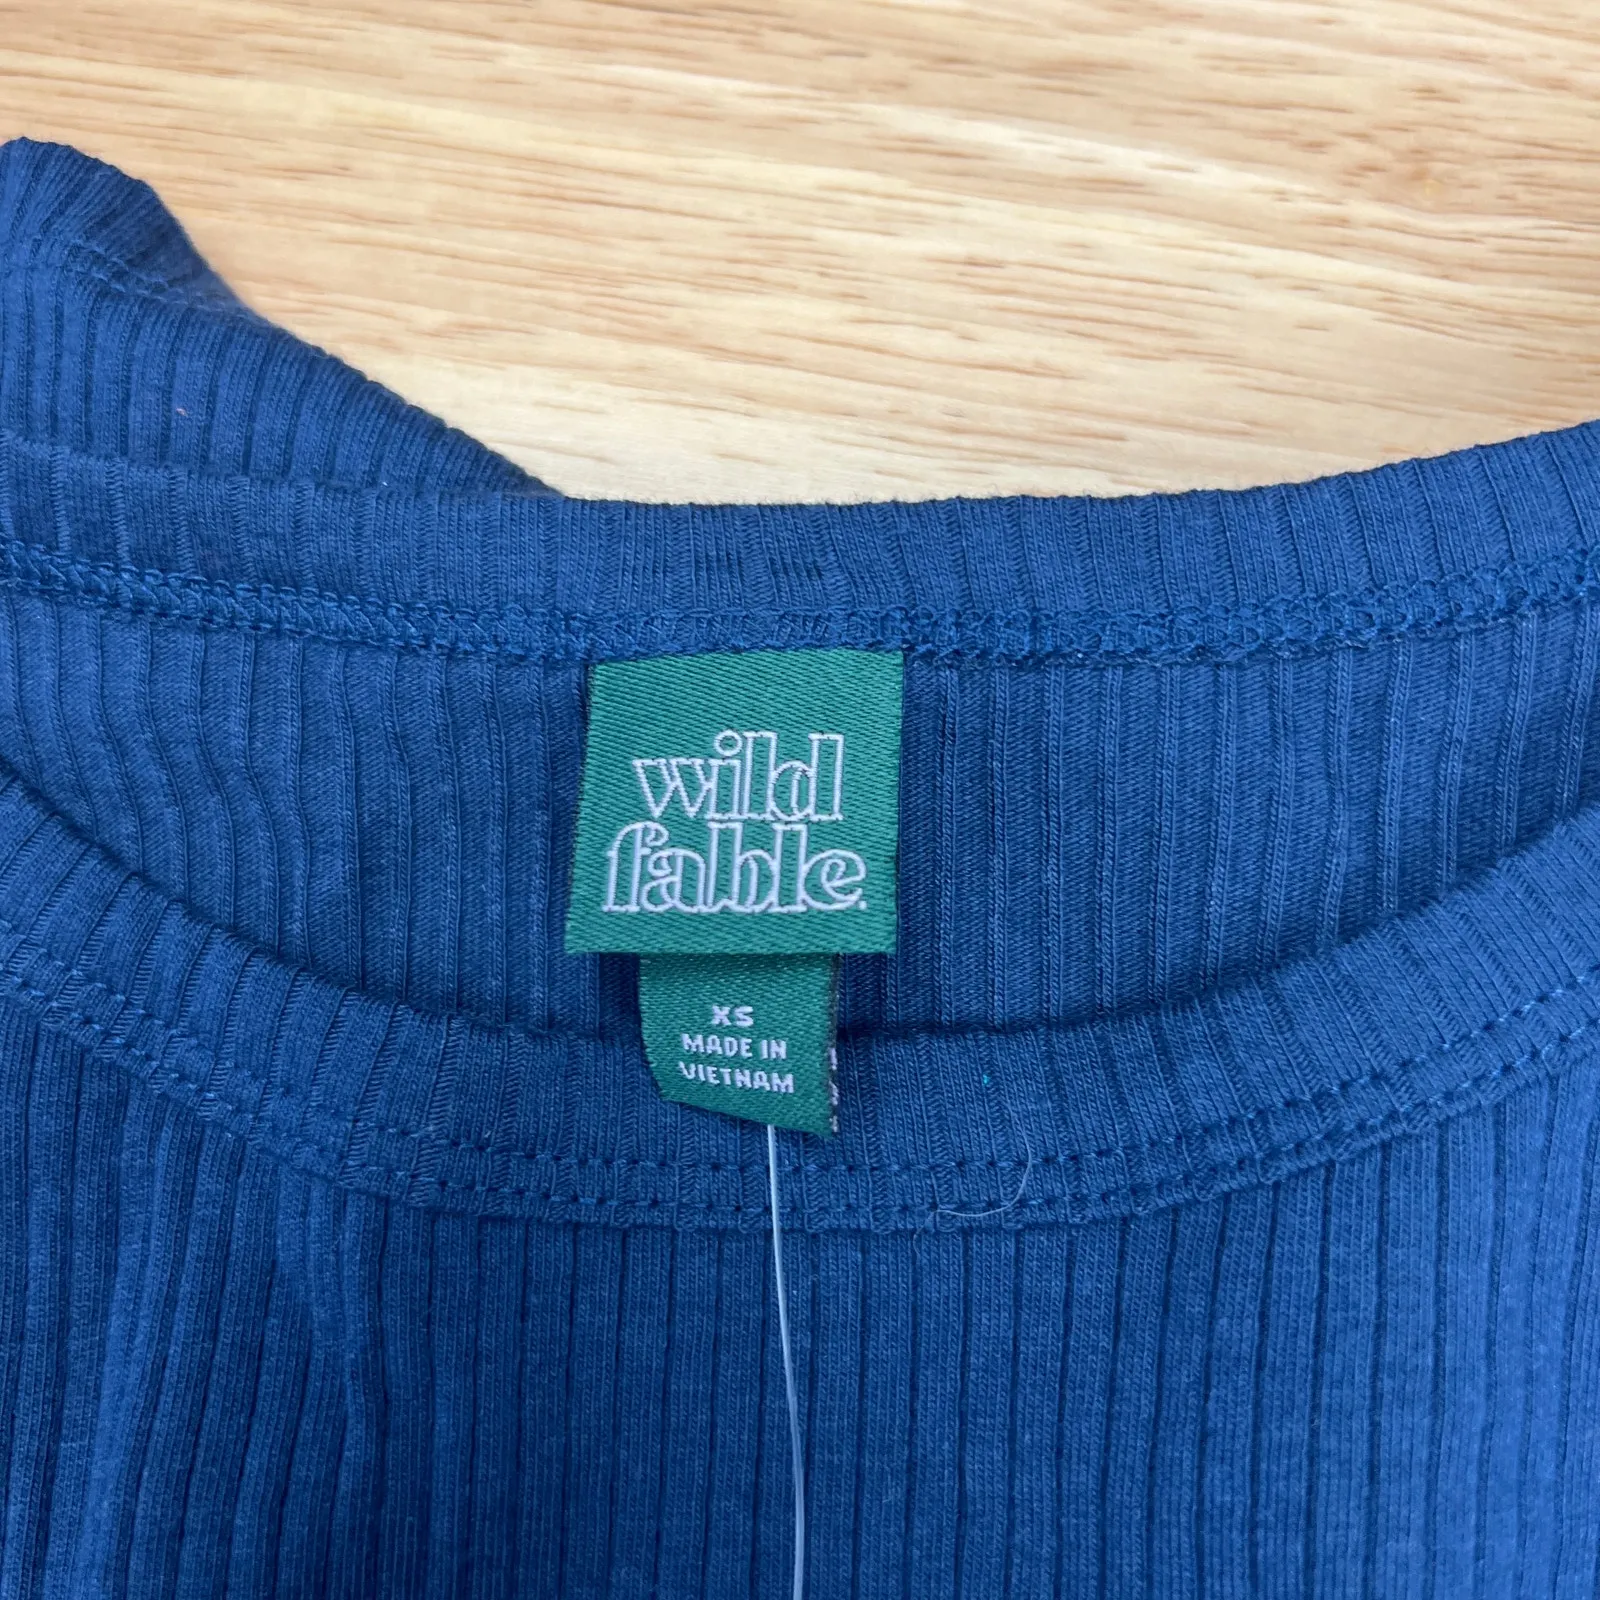 wild
fable.
XS
MADE IN
VIETNAM